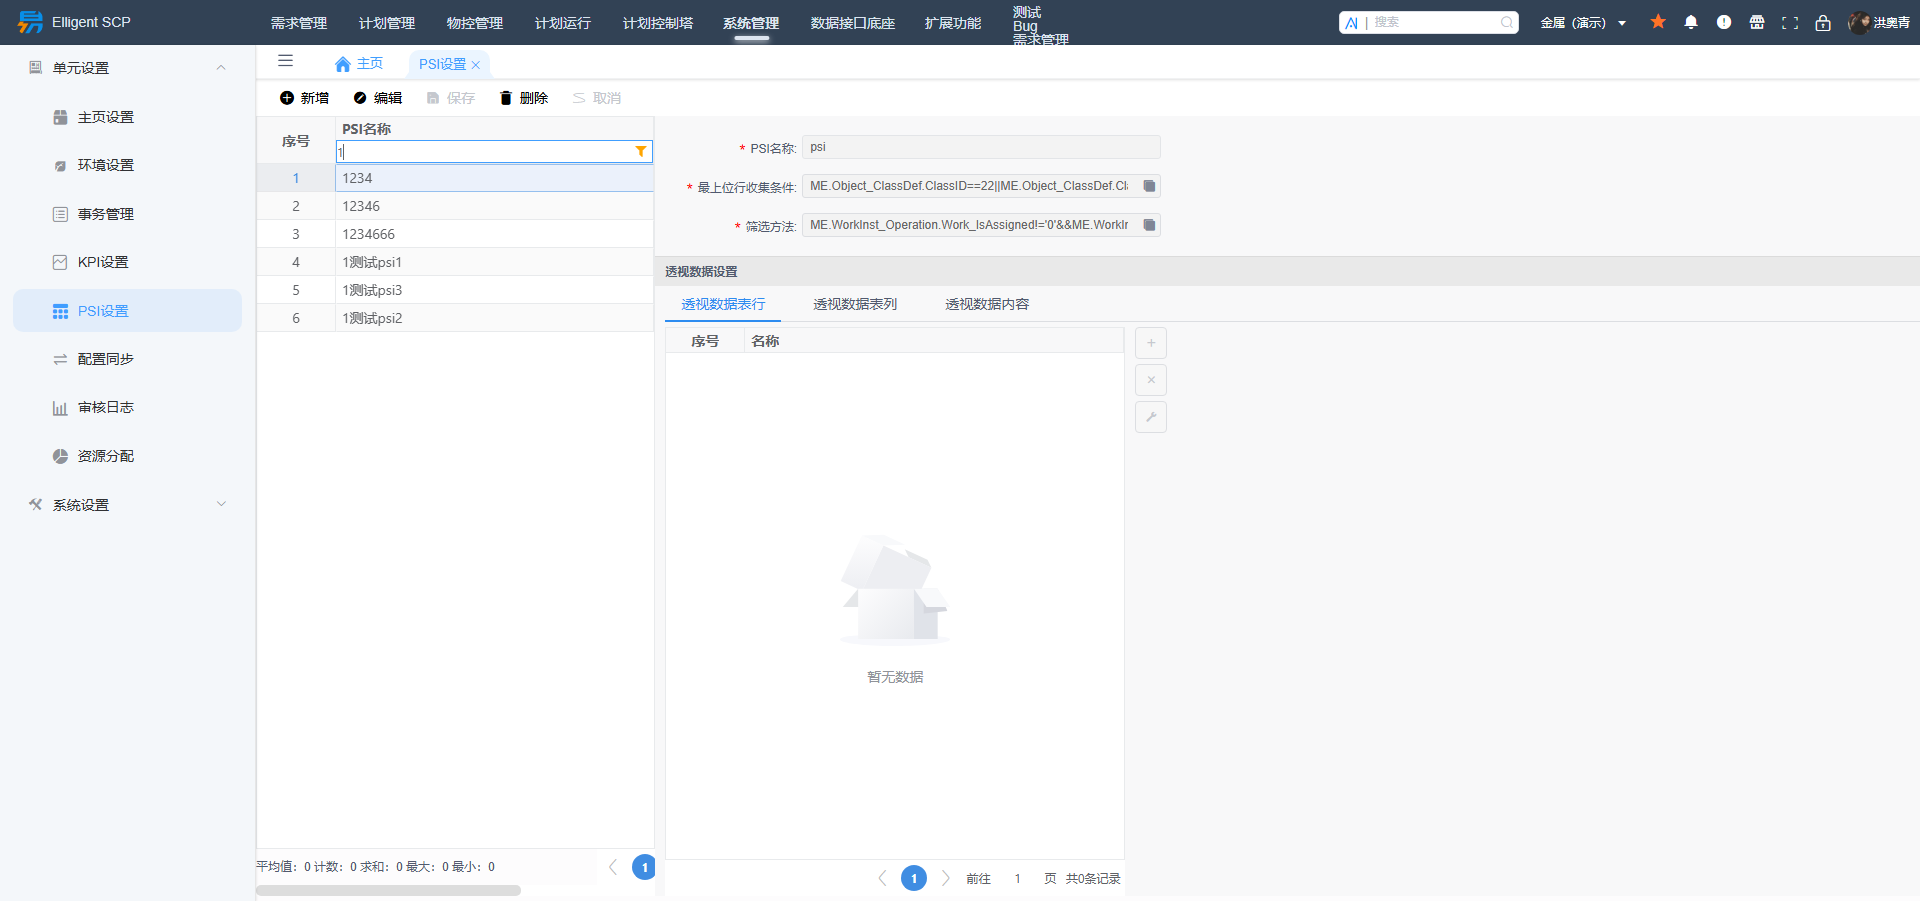 Elligent SCP
需求管理
计划管理
物控管理
计划运行
计划控制塔
系统管理
数据接口底座
扩展功能
测试
Bug
需求管理
AI | 搜索
金属（演示）
洪奥青
单元设置
主页设置
环境设置
事务管理
KPI设置
PSI设置
配置同步
审核日志
资源分配
系统设置
主页
PSI设置
新增
编辑
保存
删除
取消
序号
PSI名称
1
1 1234
2 12346
3 1234666
4 1测试psi1
5 1测试psi3
6 1测试psi2
平均值：0 计数：0 求和：0 最大：0 最小：0
1
* PSI名称: psi
* 最上位行收集条件: ME.Object_ClassDef.ClassID==22||ME.Object_ClassDef.Cl
* 筛选方法: ME.WorkInst_Operation.Work_IsAssigned!='0'&&ME.WorkIr
透视数据设置
透视数据表行
透视数据表列
透视数据内容
序号 名称
暂无数据
1 前往 1 页 共0条记录